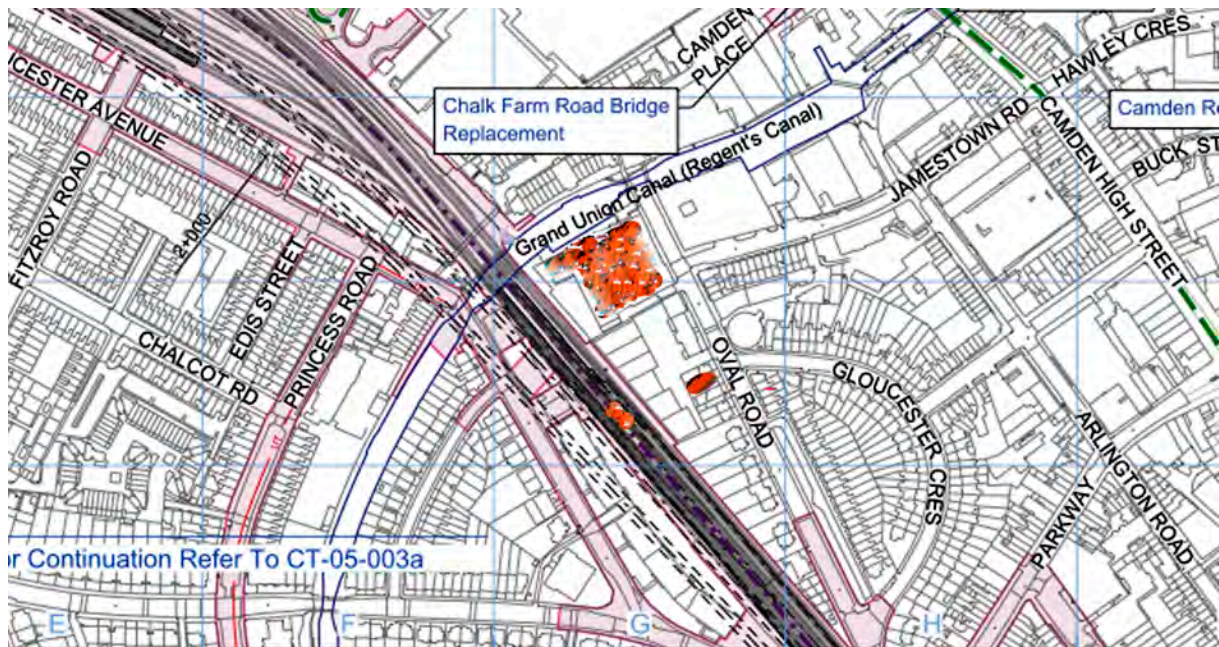 CAMDEN
PLACE
HAWLEY CRES
Chalk Farm Road Bridge
Replacement
Camden
JAMESTOWN RD
Grand Union Canal (Regent's Canal)
BUCK ST
CAMDEN HIGH STREET
AVENUE
FITZROY ROAD
2+000
EDIS STREET
PRINCESS ROAD
CHALCOT RD
OVAL ROAD
GLOUCESTER CRES
ARLINGTON ROAD
PARKWAY
or Continuation Refer To CT-05-003a
E
F
G
H